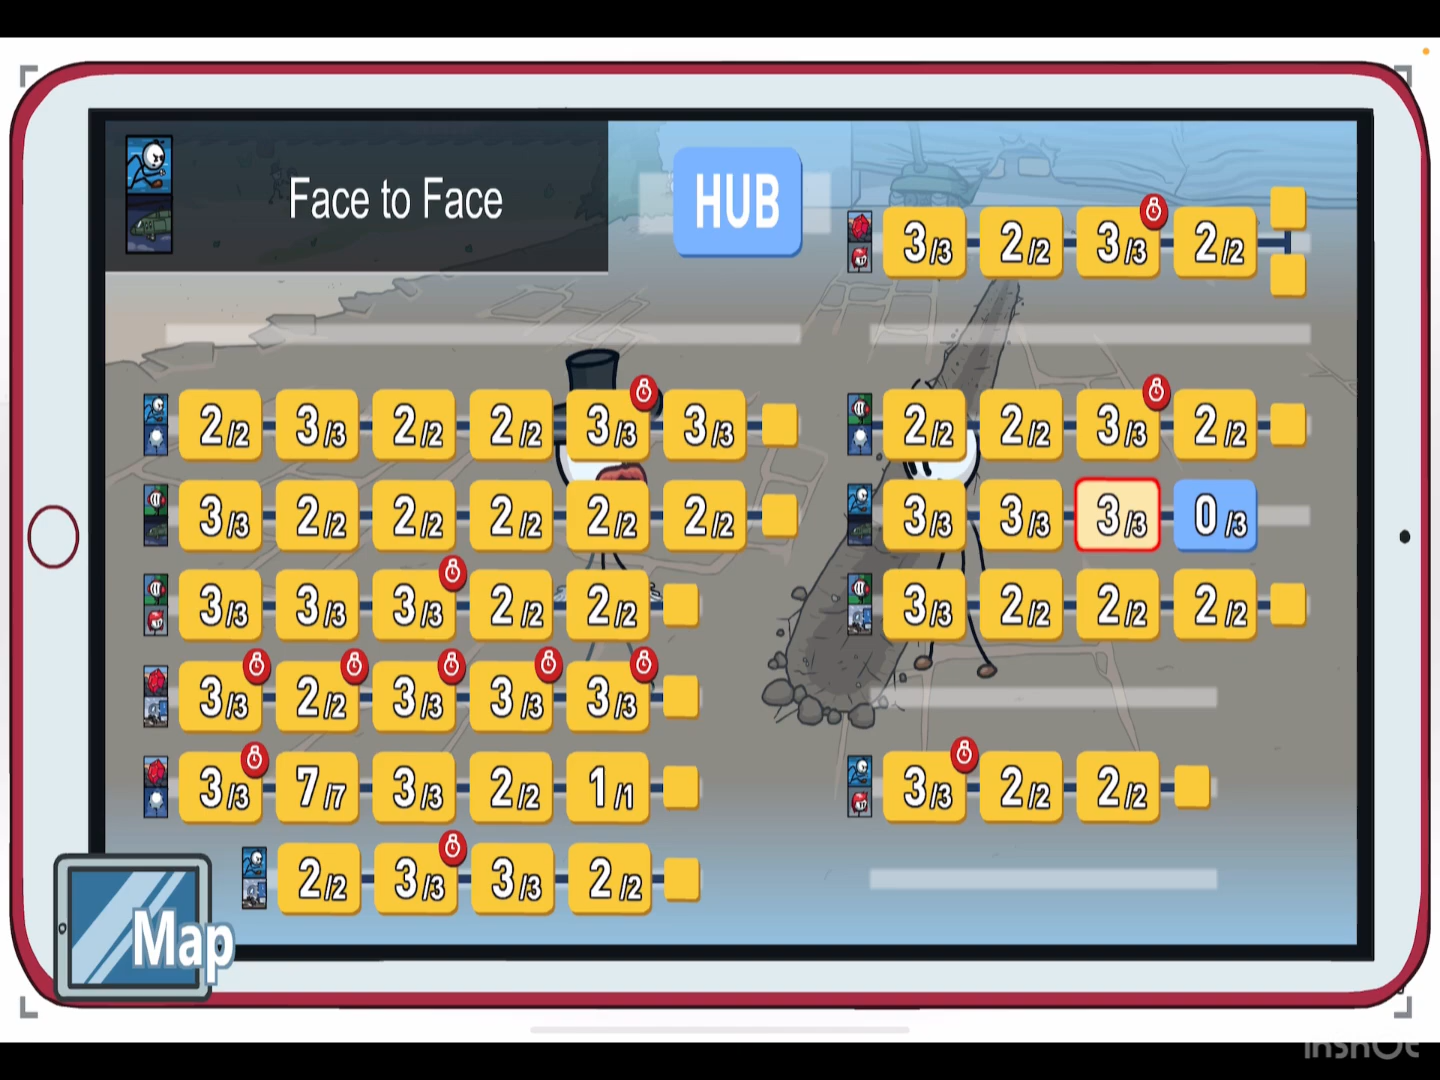 Face to Face
HUB
3/3 2/2 3/3 2/2
2/2 3/3 2/2 2/2 3/3 3/3
2/2 2/2 3/3 2/2
3/3 2/2 2/2 2/2 2/2 2/2
3/3 3/3 3/3 0/3
3/3 3/3 3/3 2/2 2/2
3/3 2/2 2/2 2/2
3/3 2/2 3/3 3/3 3/3
3/3 7/7 3/3 2/2 1/1
3/3 2/2 2/2
2/2 3/3 3/3 2/2
Map
InShOt